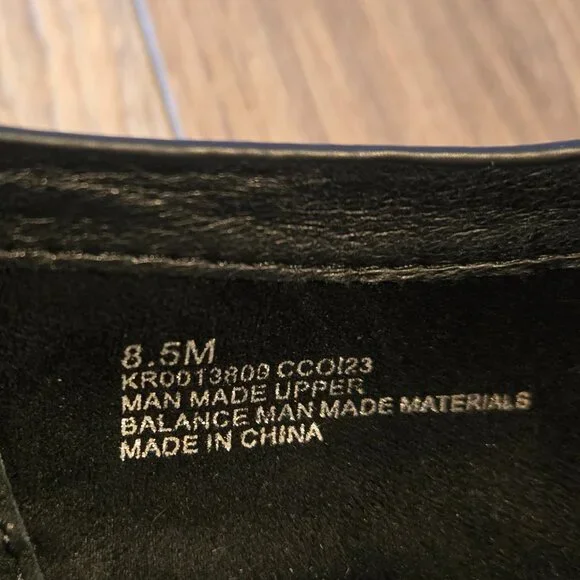 8.5M
KR0013809 CCOI23
MAN MADE UPPER
BALANCE MAN MADE MATERIALS
MADE IN CHINA